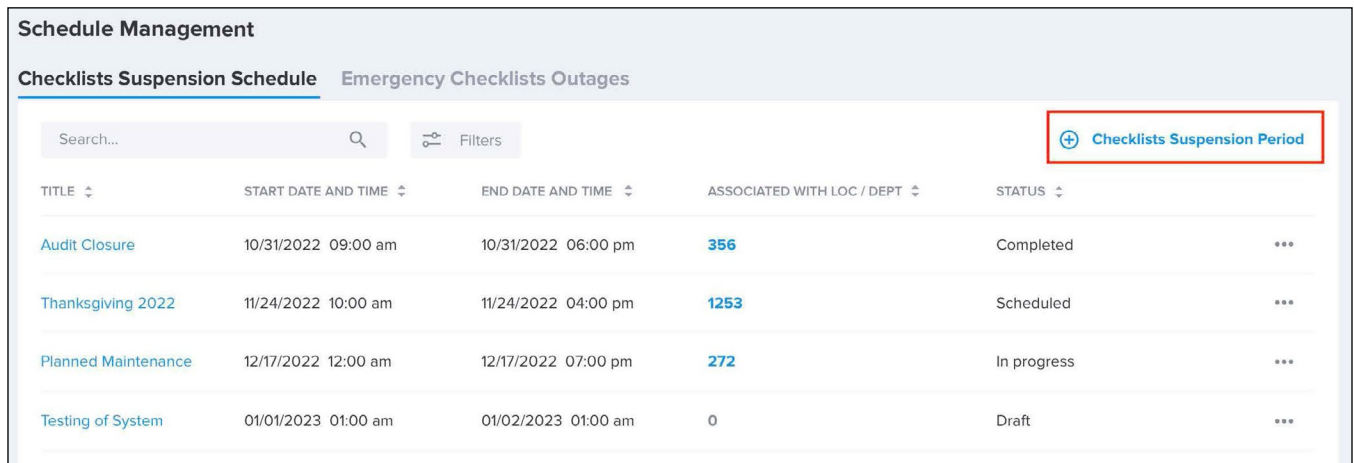 Schedule Management
Checklists Suspension Schedule Emergency Checklists Outages
Search... Filters Checklists Suspension Period
TITLE START DATE AND TIME END DATE AND TIME ASSOCIATED WITH LOC / DEPT STATUS
Audit Closure 10/31/2022 09:00 am 10/31/2022 06:00 pm 356 Completed
Thanksgiving 2022 11/24/2022 10:00 am 11/24/2022 04:00 pm 1253 Scheduled
Planned Maintenance 12/17/2022 12:00 am 12/17/2022 07:00 pm 272 In progress
Testing of System 01/01/2023 01:00 am 01/02/2023 01:00 am 0 Draft